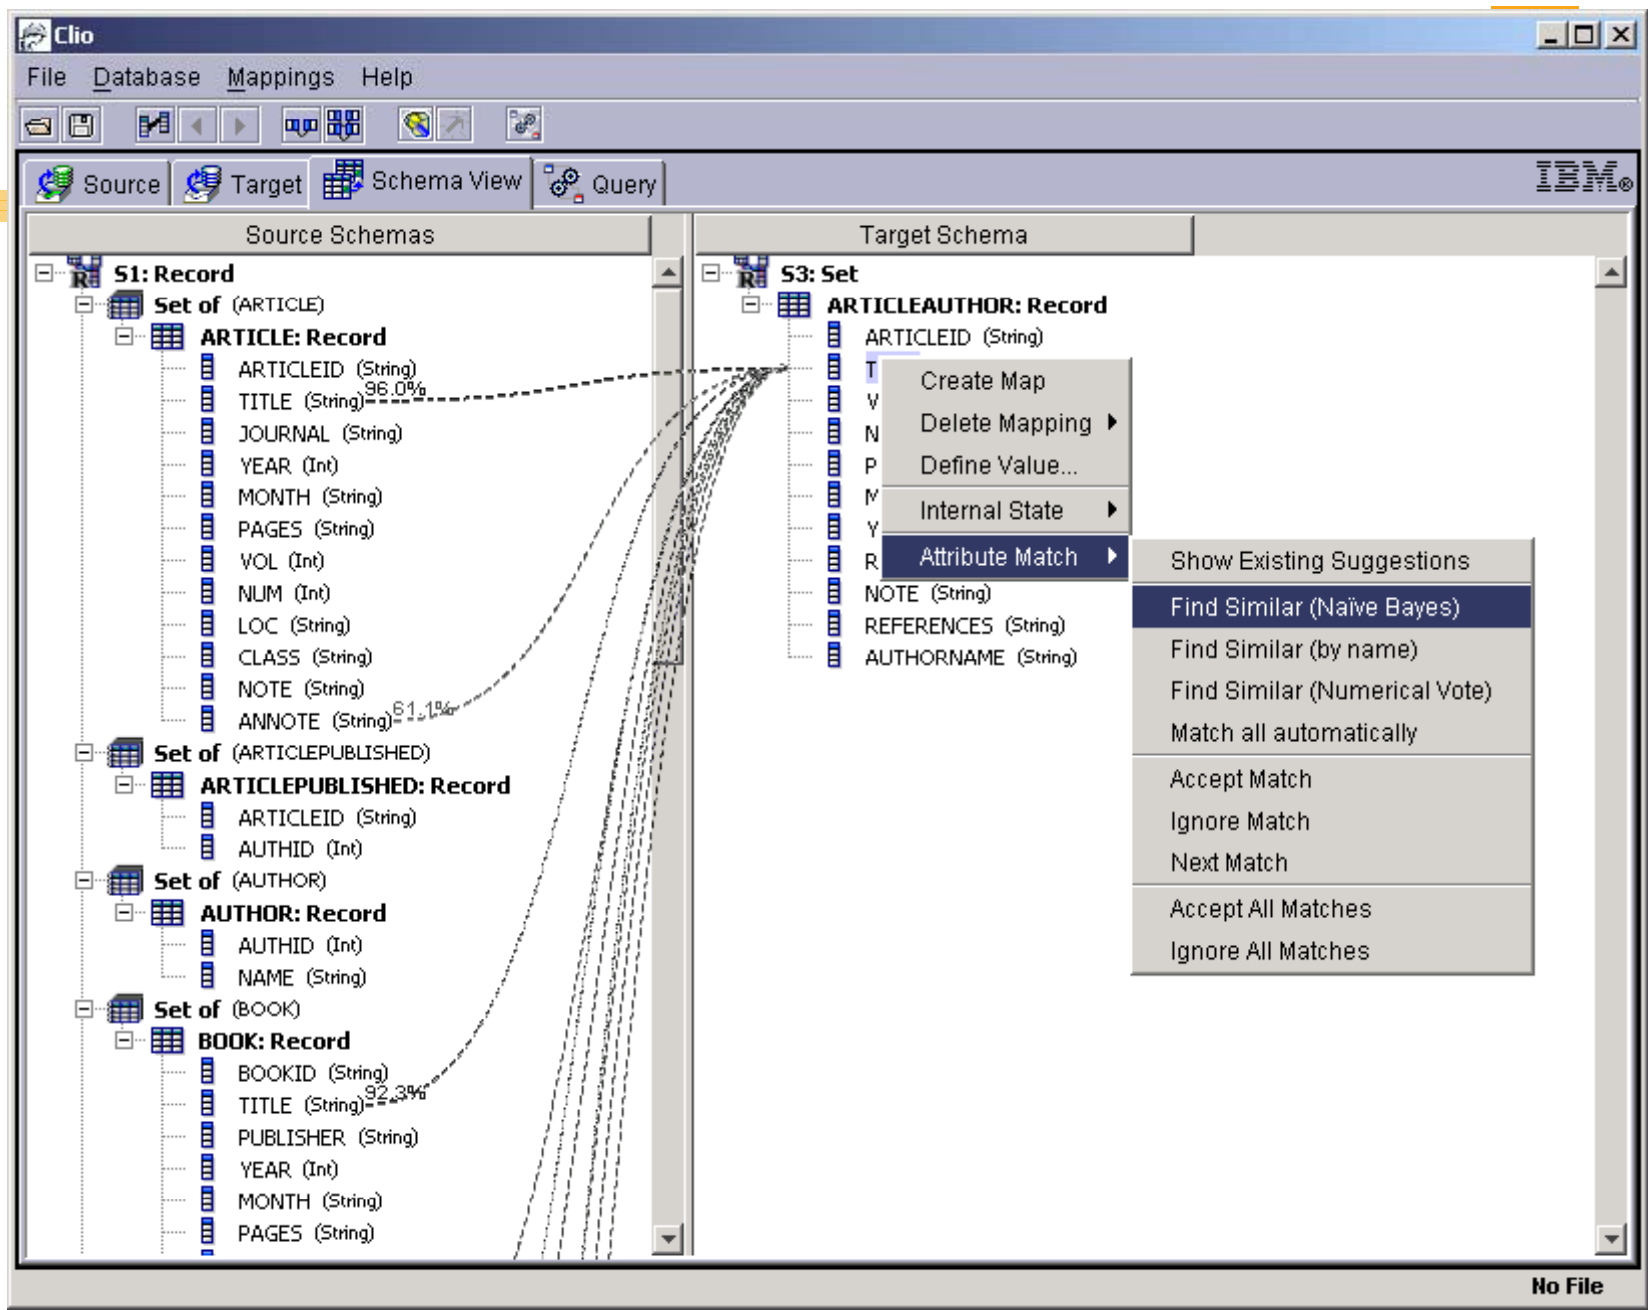 Clio
File Database Mappings Help
Source Target Schema View Query IBM®
Source Schemas
S1: Record
Set of (ARTICLE)
ARTICLE: Record
ARTICLEID (String)
96.0%
TITLE (String)
JOURNAL (String)
YEAR (Int)
MONTH (String)
PAGES (String)
VOL (Int)
NUM (Int)
LOC (String)
CLASS (String)
NOTE (String)
61.1%
ANNOTE (String)
Set of (ARTICLEPUBLISHED)
ARTICLEPUBLISHED: Record
ARTICLEID (String)
AUTHID (Int)
Set of (AUTHOR)
AUTHOR: Record
AUTHID (Int)
NAME (String)
Set of (BOOK)
BOOK: Record
BOOKID (String)
92.3%
TITLE (String)
PUBLISHER (String)
YEAR (Int)
MONTH (String)
PAGES (String)
Target Schema
S3: Set
ARTICLEAUTHOR: Record
ARTICLEID (String)
T
V
N
P
M
Y
R
NOTE (String)
REFERENCES (String)
AUTHORNAME (String)
Create Map
Delete Mapping
Define Value...
Internal State
Attribute Match
Show Existing Suggestions
Find Similar (Naïve Bayes)
Find Similar (by name)
Find Similar (Numerical Vote)
Match all automatically
Accept Match
Ignore Match
Next Match
Accept All Matches
Ignore All Matches
No File